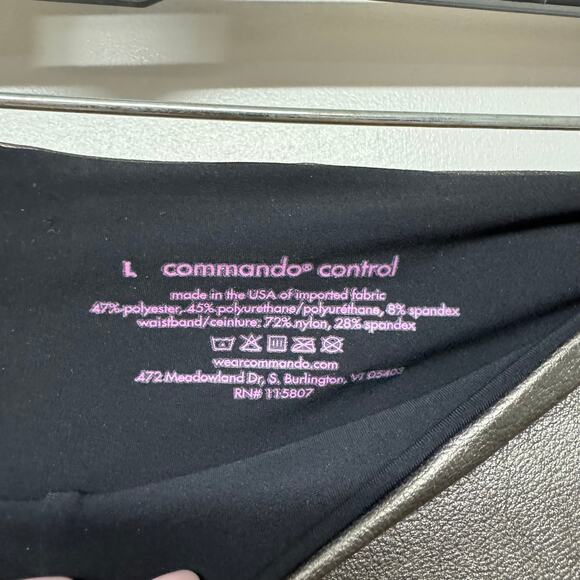 L commando® control
made in the USA of imported fabric
47% polyester, 45% polyurethane/polyuréthane, 8% spandex
waistband/ceinture: 72% nylon, 28% spandex
wearcommando.com
472 Meadowland Dr, S. Burlington, VT 05403
RN# 115807